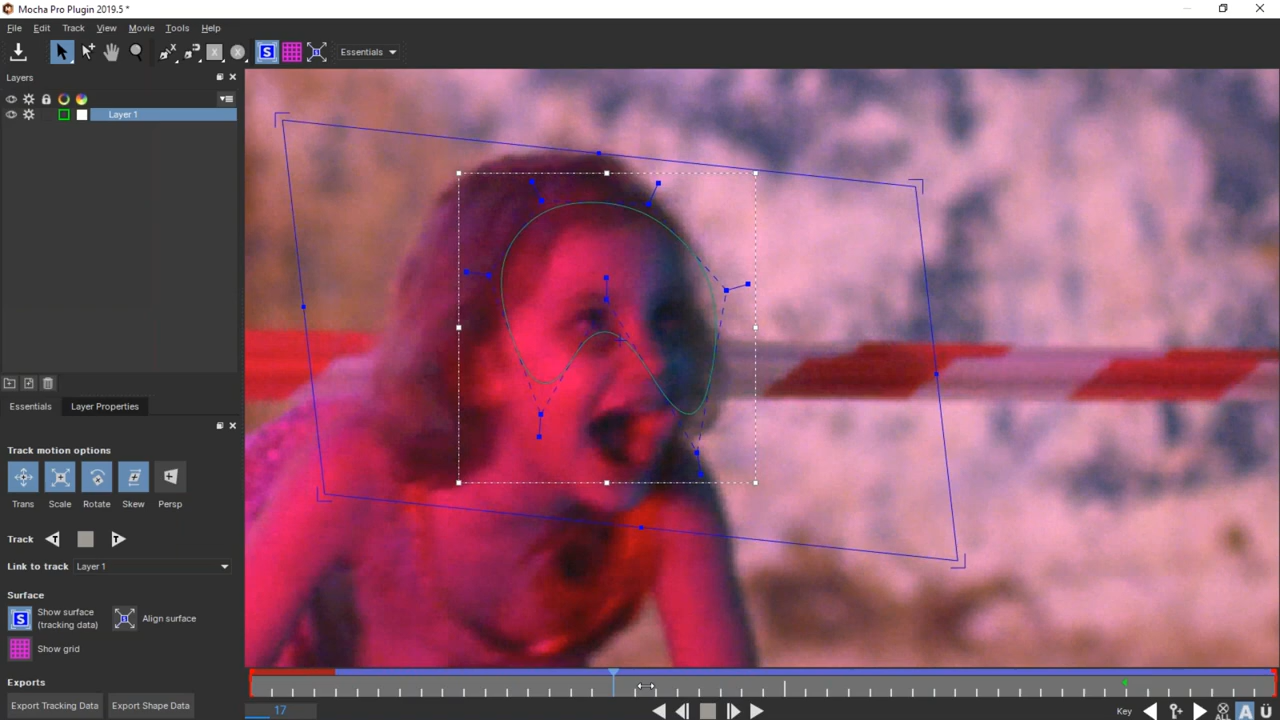 Mocha Pro Plugin 2019.5 *
File Edit Track View Movie Tools Help
S Essentials
Layers
Layer 1
Essentials Layer Properties
Track motion options
Trans Scale Rotate Skew Persp
Track T T
Link to track Layer 1
Surface
S Show surface
(tracking data)
Align surface
Show grid
Exports
Export Tracking Data Export Shape Data
17
Key ALL A Ü